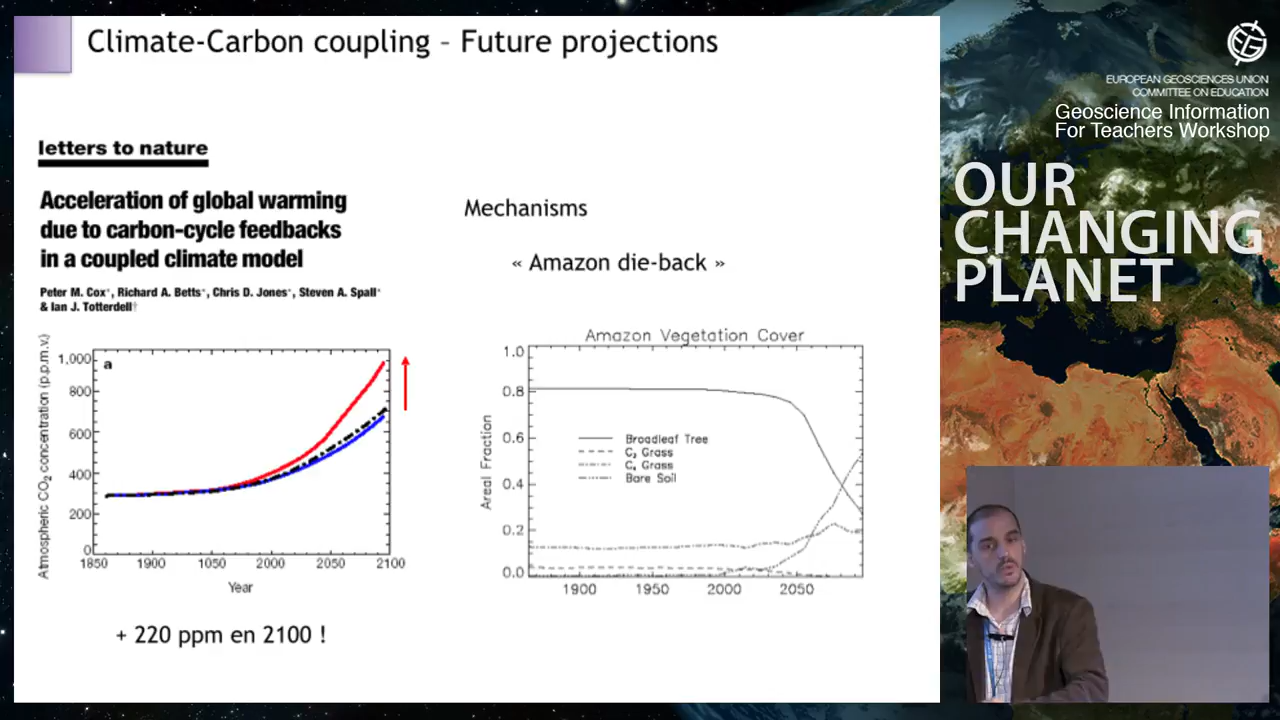 Climate-Carbon coupling – Future projections
letters to nature
Acceleration of global warming
due to carbon-cycle feedbacks
in a coupled climate model
Peter M. Cox*, Richard A. Betts*, Chris D. Jones*, Steven A. Spall*
& Ian J. Totterdell†
Atmospheric CO2 concentration (p.p.m.v.)
a
1,000
800
600
400
200
0
1850
1900
1050
2000
2050
2100
Year
+ 220 ppm en 2100 !
Mechanisms
« Amazon die-back »
Amazon Vegetation Cover
Areal Fraction
1.0
0.8
0.6
0.4
0.2
0.0
Broadleaf Tree
C3 Grass
C4 Grass
Bare Soil
1900
1950
2000
2050
EGU
EUROPEAN GEOSCIENCES UNION
COMMITTEE ON EDUCATION
Geoscience Information
For Teachers Workshop
OUR
CHANGING
PLANET